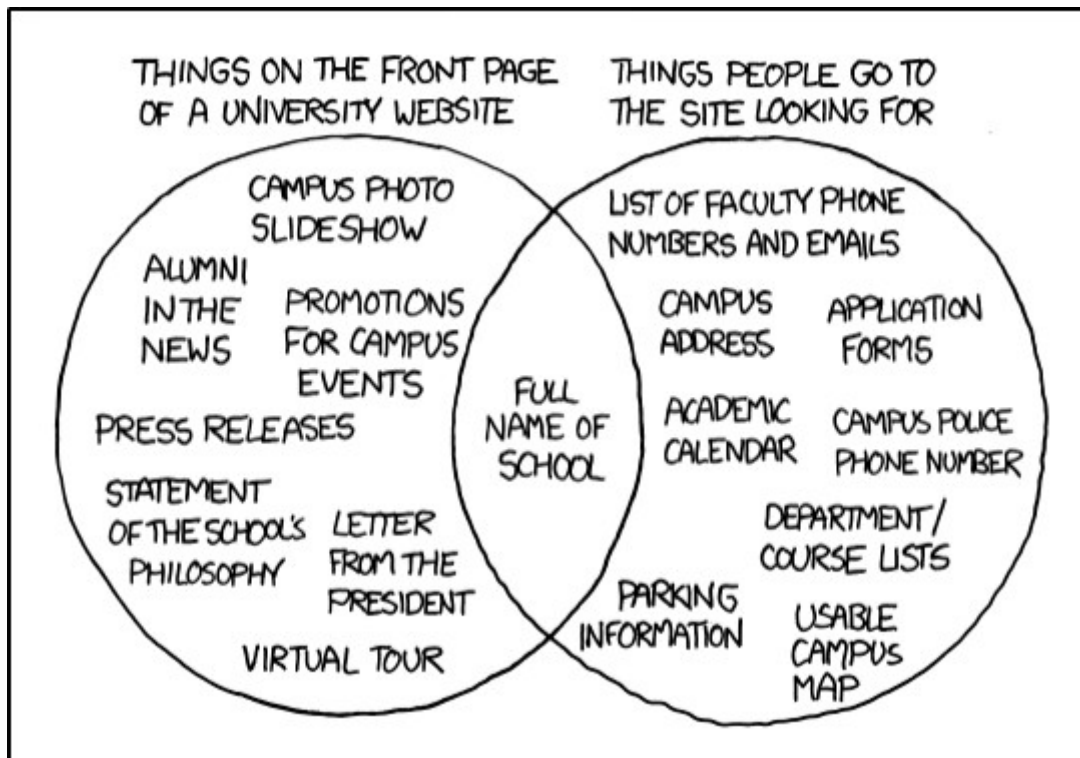 THINGS ON THE FRONT PAGE
OF A UNIVERSITY WEBSITE
THINGS PEOPLE GO TO
THE SITE LOOKING FOR
CAMPUS PHOTO
SLIDESHOW
ALUMNI
IN THE
NEWS
PROMOTIONS
FOR CAMPUS
EVENTS
PRESS RELEASES
STATEMENT
OF THE SCHOOL'S
PHILOSOPHY
LETTER
FROM THE
PRESIDENT
VIRTUAL TOUR
FULL
NAME OF
SCHOOL
LIST OF FACULTY PHONE
NUMBERS AND EMAILS
CAMPUS
ADDRESS
APPLICATION
FORMS
ACADEMIC
CALENDAR
CAMPUS POLICE
PHONE NUMBER
DEPARTMENT/
COURSE LISTS
PARKING
INFORMATION
USABLE
CAMPUS
MAP